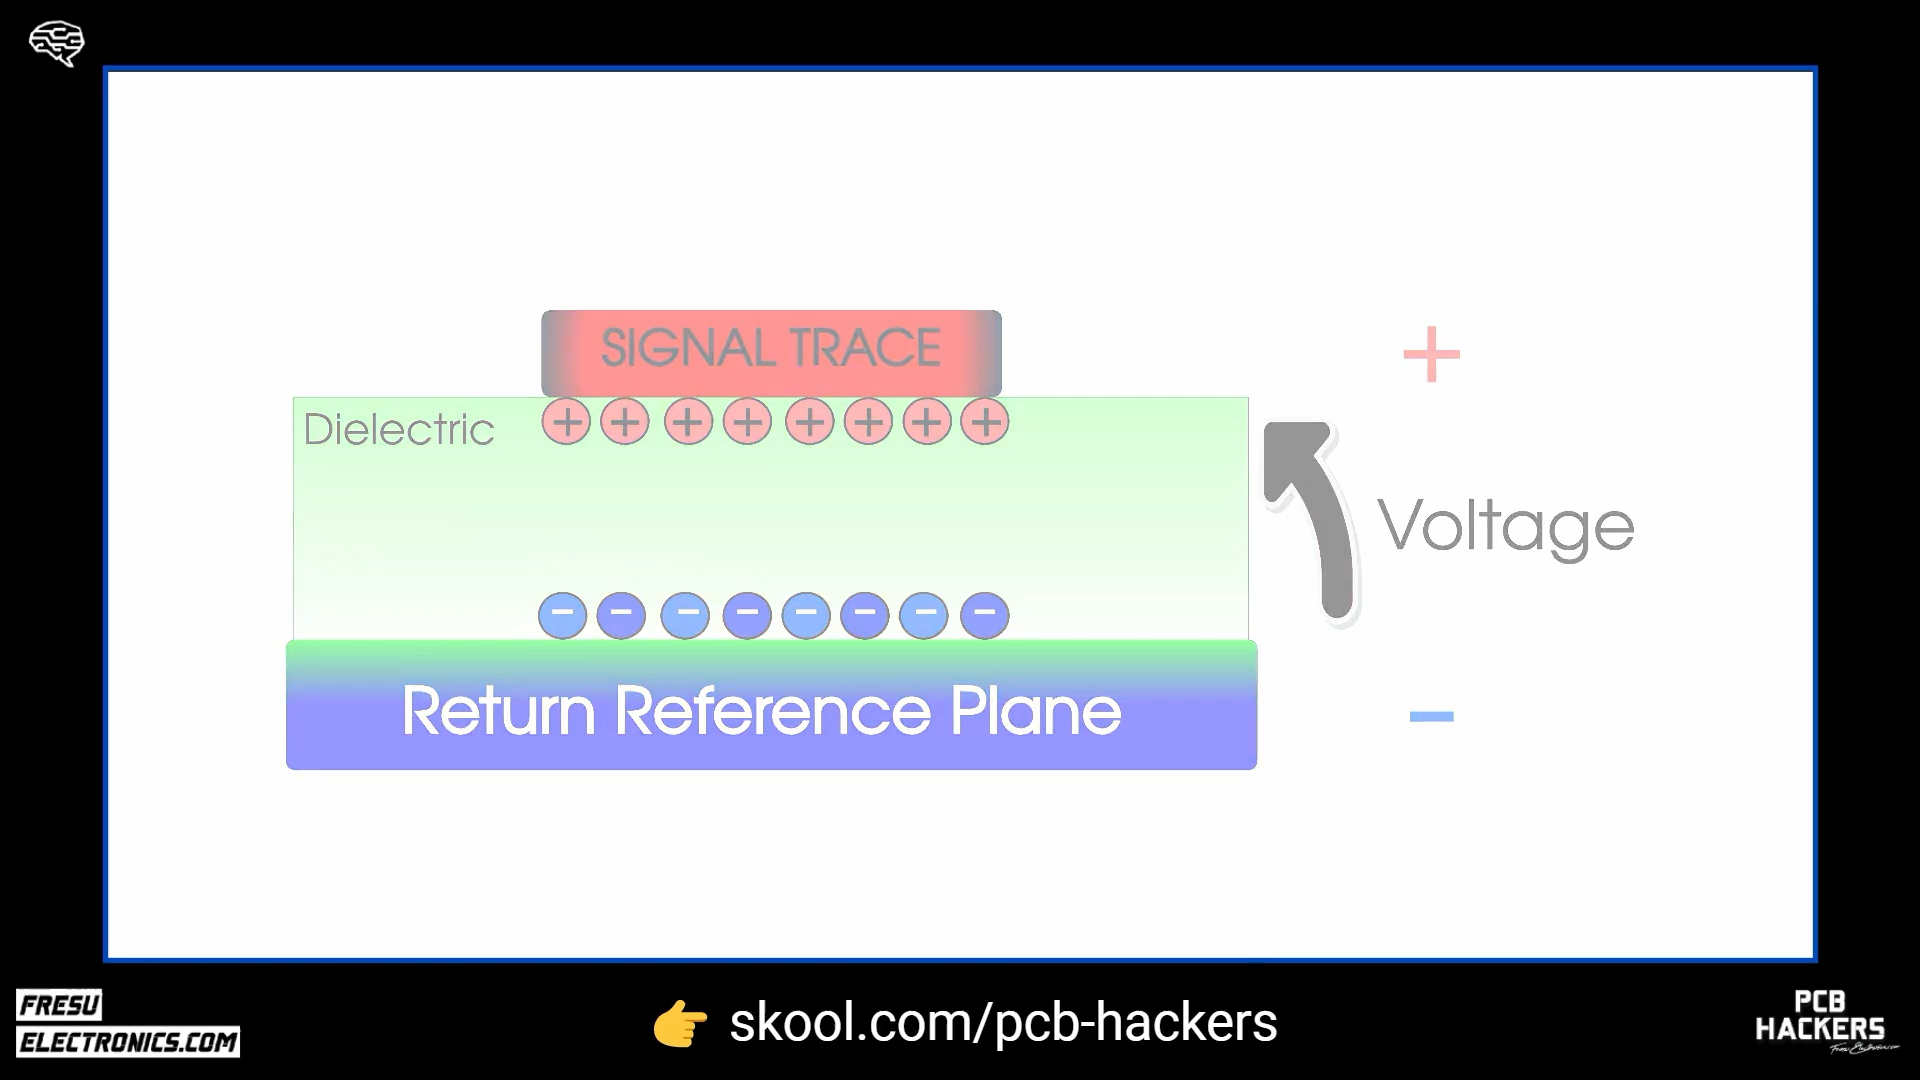 SIGNAL TRACE
+
Dielectric
+ + + + + + + +
Voltage
− − − − − − − −
Return Reference Plane
−
FRESU
ELECTRONICS.COM
👉 skool.com/pcb-hackers
PCB
HACKERS